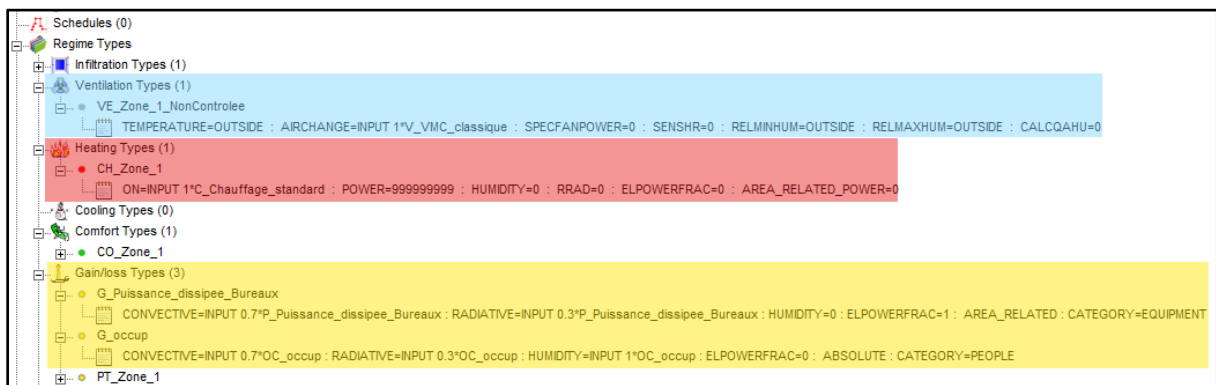 Schedules (0)
Regime Types
Infiltration Types (1)
Ventilation Types (1)
VE_Zone_1_NonControlee
TEMPERATURE=OUTSIDE : AIRCHANGE=INPUT 1*V_VMC_classique : SPECFANPOWER=0 : SENSHR=0 : RELMINHUM=OUTSIDE : RELMAXHUM=OUTSIDE : CALCQAHU=0
Heating Types (1)
CH_Zone_1
ON=INPUT 1*C_Chauffage_standard : POWER=999999999 : HUMIDITY=0 : RRAD=0 : ELPOWERFRAC=0 : AREA_RELATED_POWER=0
Cooling Types (0)
Comfort Types (1)
CO_Zone_1
Gain/loss Types (3)
G_Puissance_dissipee_Bureaux
CONVECTIVE=INPUT 0.7*P_Puissance_dissipee_Bureaux : RADIATIVE=INPUT 0.3*P_Puissance_dissipee_Bureaux : HUMIDITY=0 : ELPOWERFRAC=1 : AREA_RELATED : CATEGORY=EQUIPMENT
G_occup
CONVECTIVE=INPUT 0.7*OC_occup : RADIATIVE=INPUT 0.3*OC_occup : HUMIDITY=INPUT 1*OC_occup : ELPOWERFRAC=0 : ABSOLUTE : CATEGORY=PEOPLE
PT_Zone_1